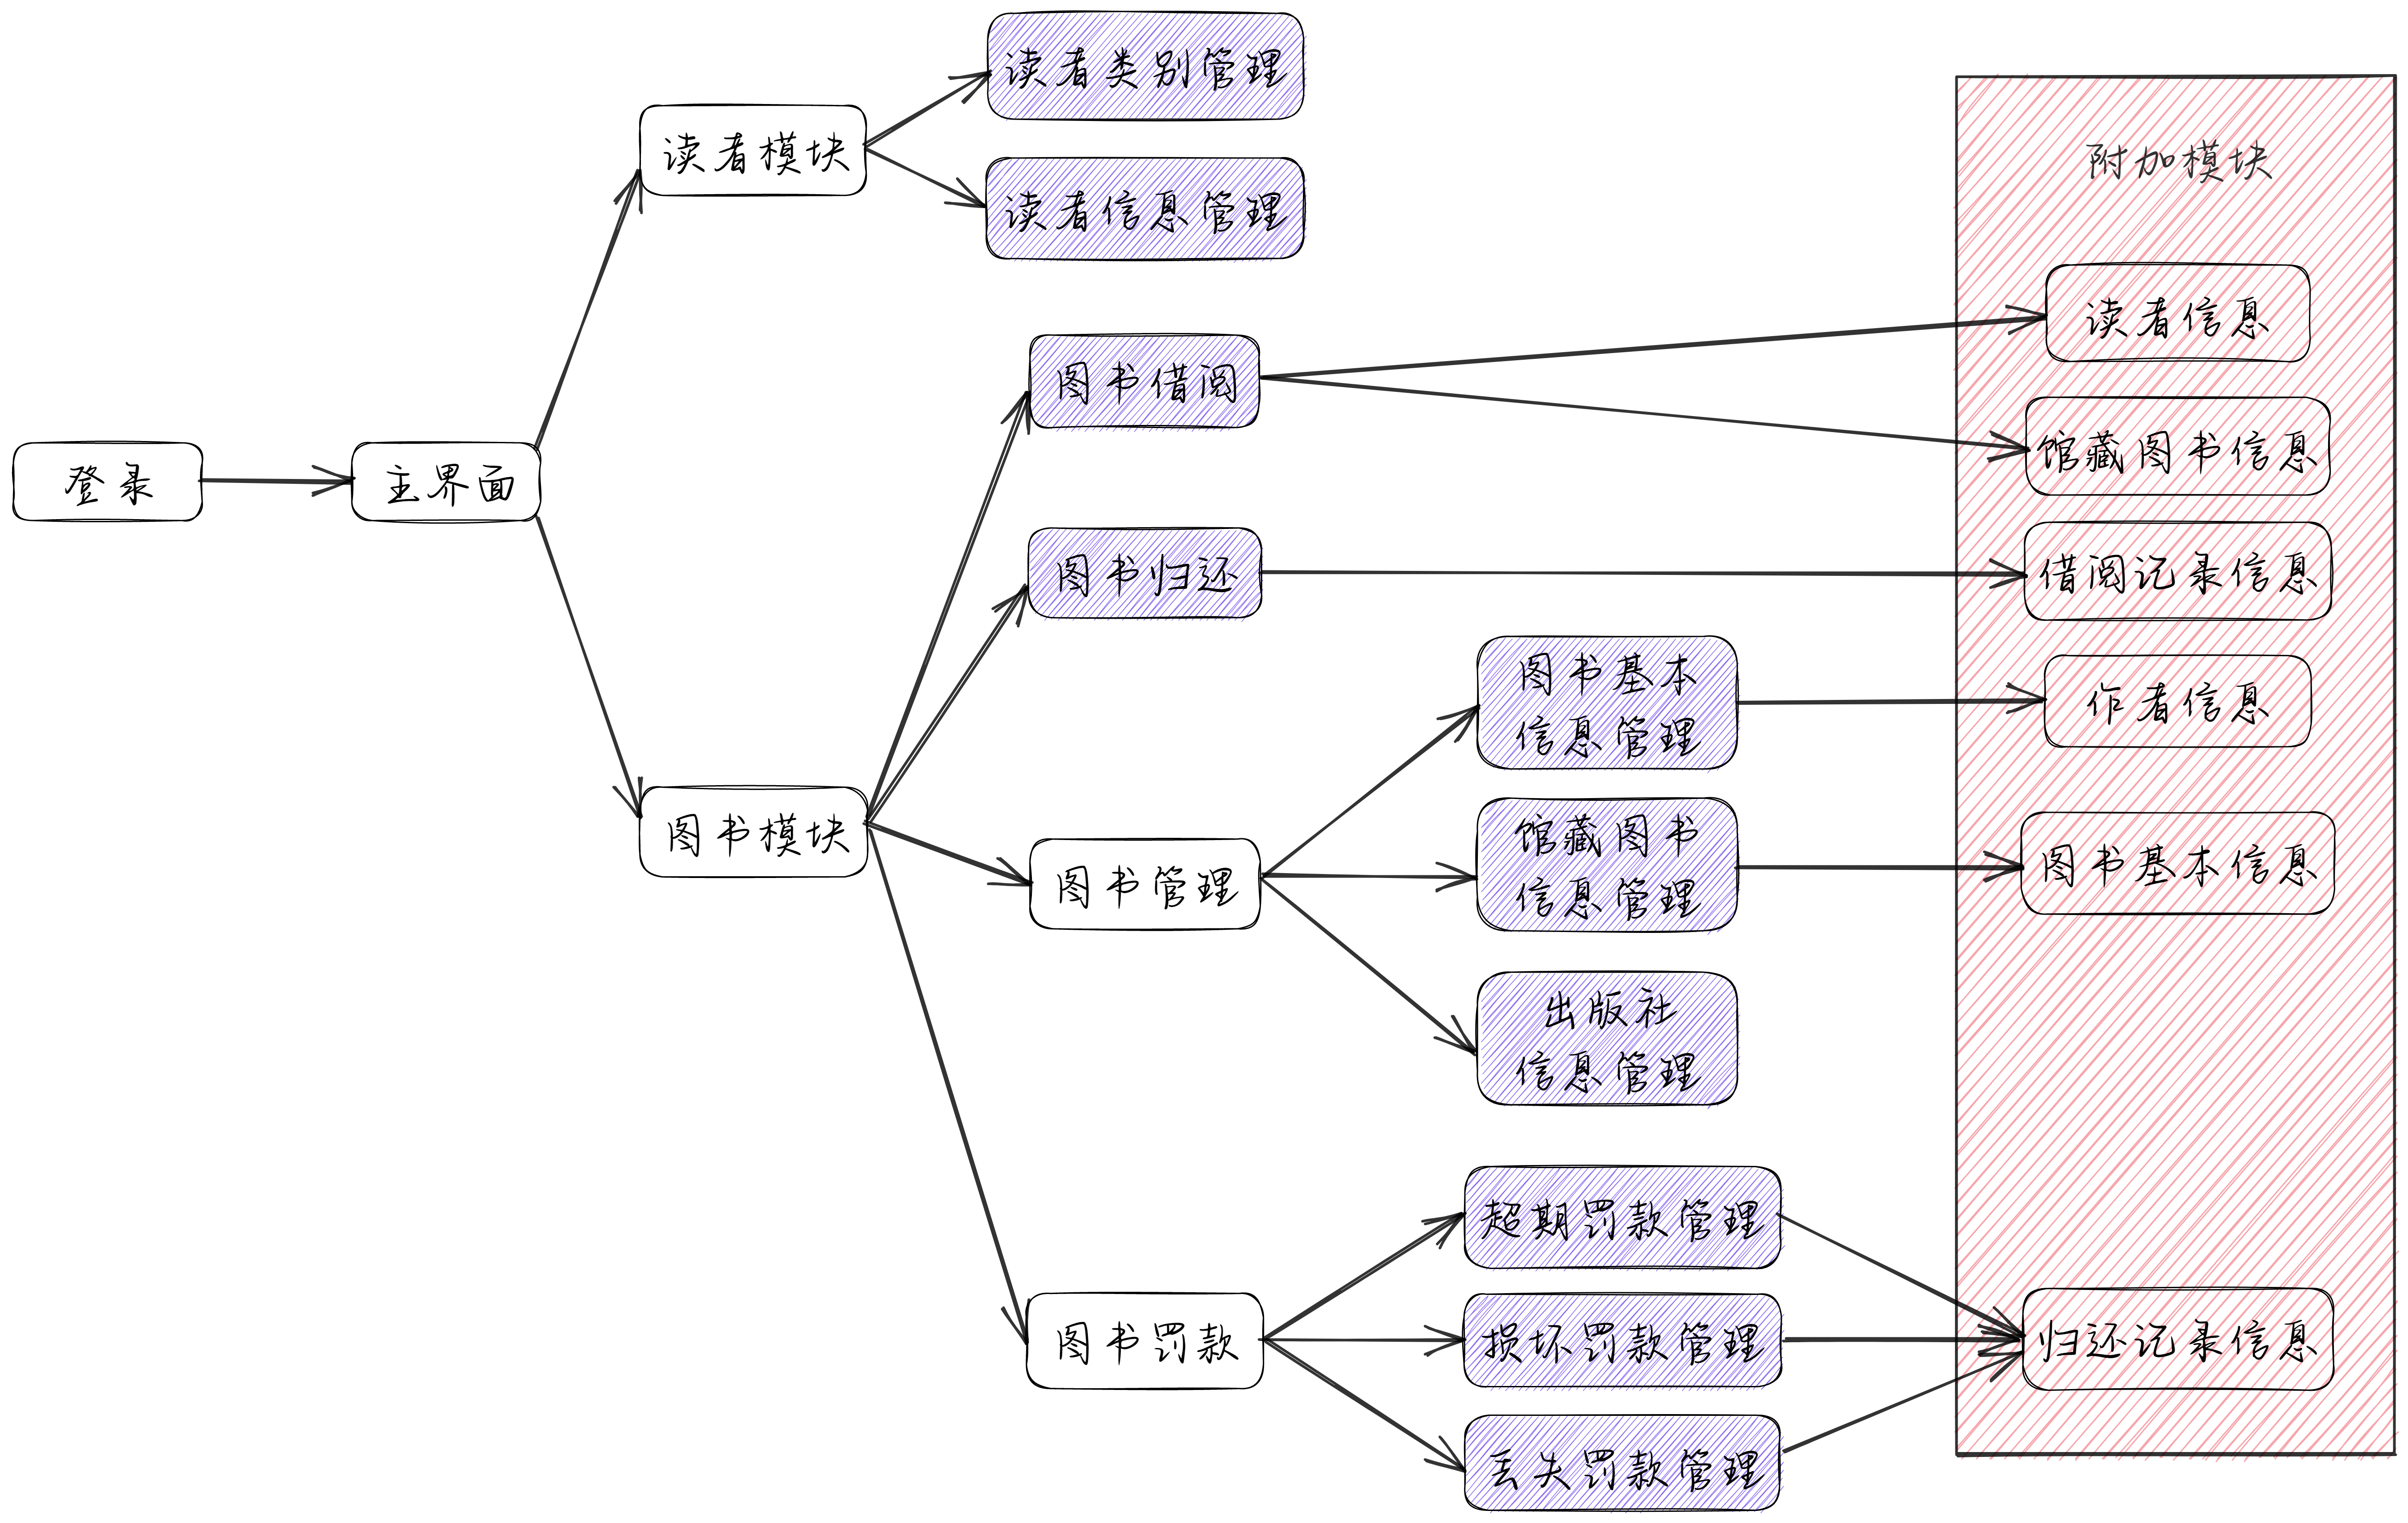 登录
主界面
读者模块
图书模块
读者类别管理
读者信息管理
图书借阅
图书归还
图书管理
图书罚款
图书基本
信息管理
馆藏图书
信息管理
出版社
信息管理
超期罚款管理
损坏罚款管理
丢失罚款管理
附加模块
读者信息
馆藏图书信息
借阅记录信息
作者信息
图书基本信息
归还记录信息